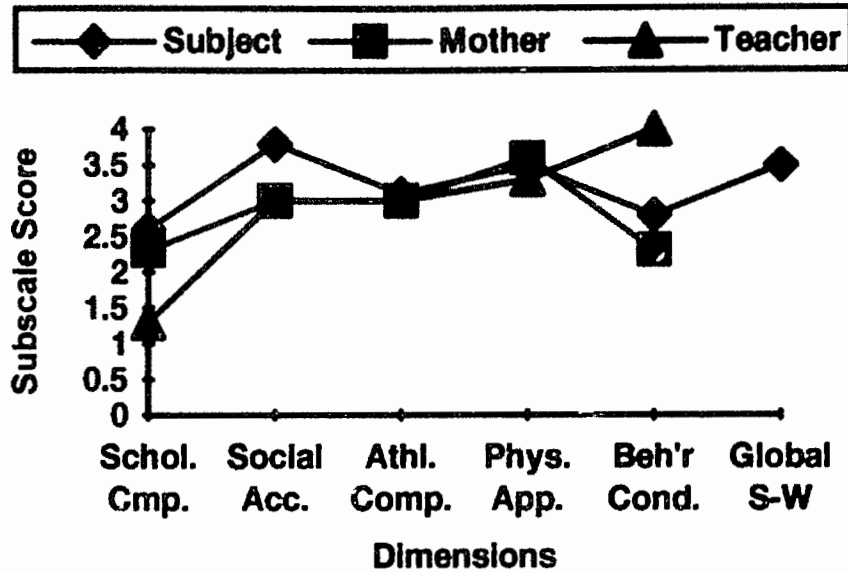 Subject Mother Teacher
4
3.5
3
2.5
2
1.5
1
0.5
0
Subscale Score
Schol. Social Athl. Phys. Beh'r Global
Cmp. Acc. Comp. App. Cond. S-W
Dimensions